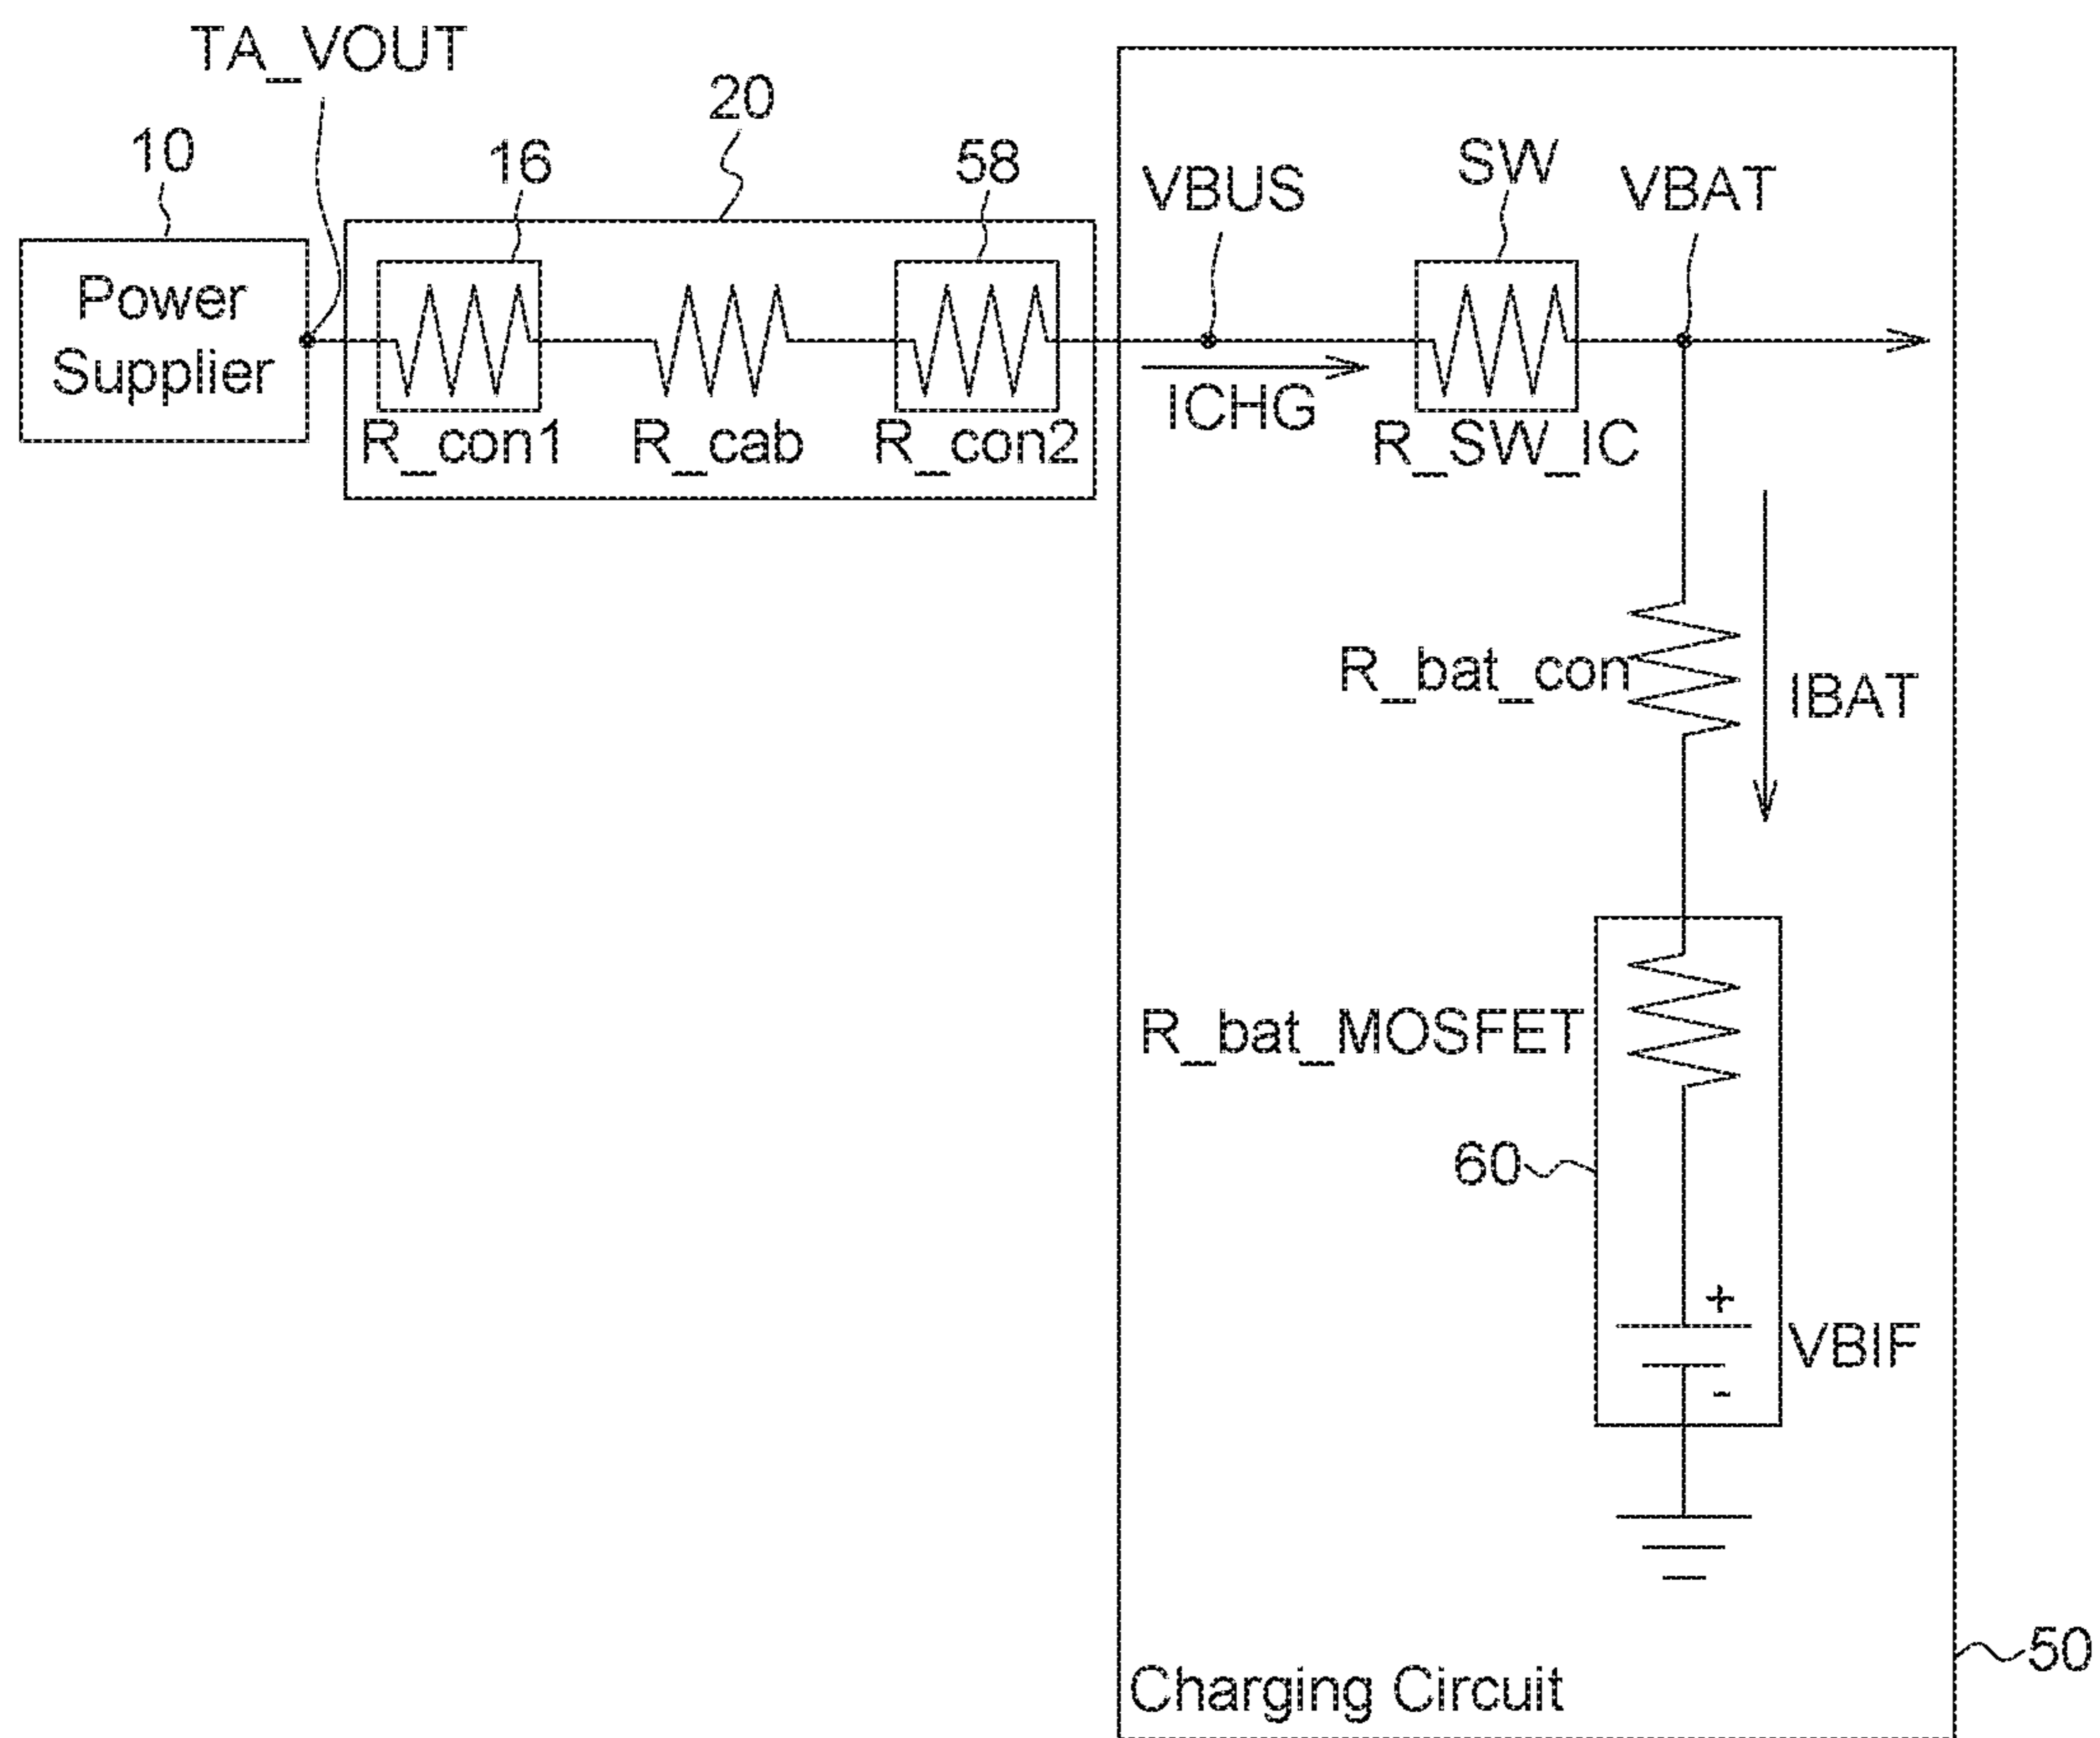 TA_VOUT
10
16
20
58
VBUS
SW
VBAT
Power
Supplier
R_con1
R_cab
R_con2
ICHG
R_SW_IC
R_bat_con
IBAT
R_bat_MOSFET
60
+
VBIF
-
50
Charging Circuit